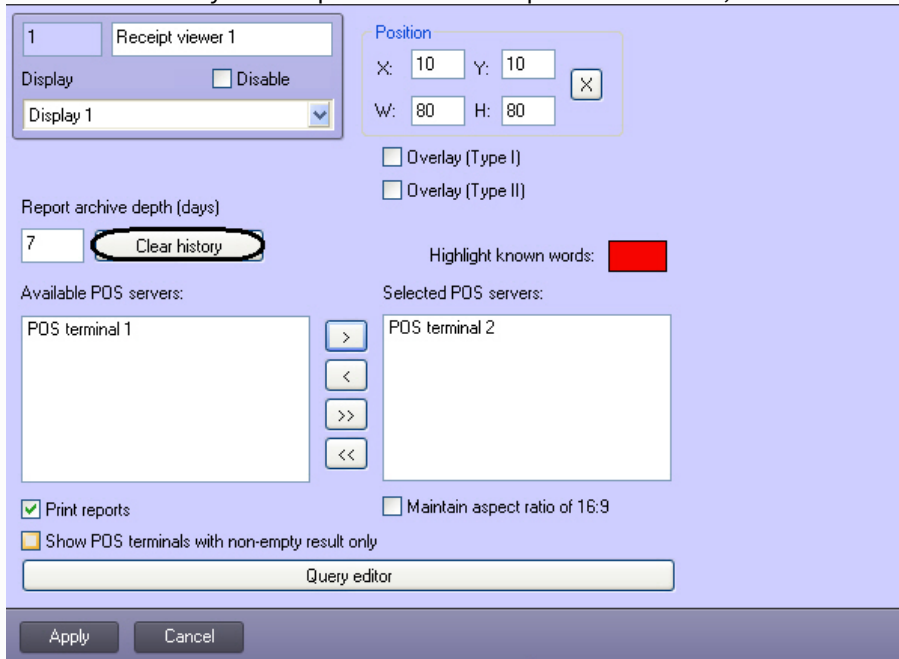 1 Receipt viewer 1
Display Disable
Display 1
Position
X: 10 Y: 10 X
W: 80 H: 80
Overlay (Type I)
Overlay (Type II)
Report archive depth (days)
7 Clear history
Highlight known words:
Available POS servers: Selected POS servers:
POS terminal 1 > POS terminal 2
<
>>
<<
Print reports Maintain aspect ratio of 16:9
Show POS terminals with non-empty result only
Query editor
Apply Cancel